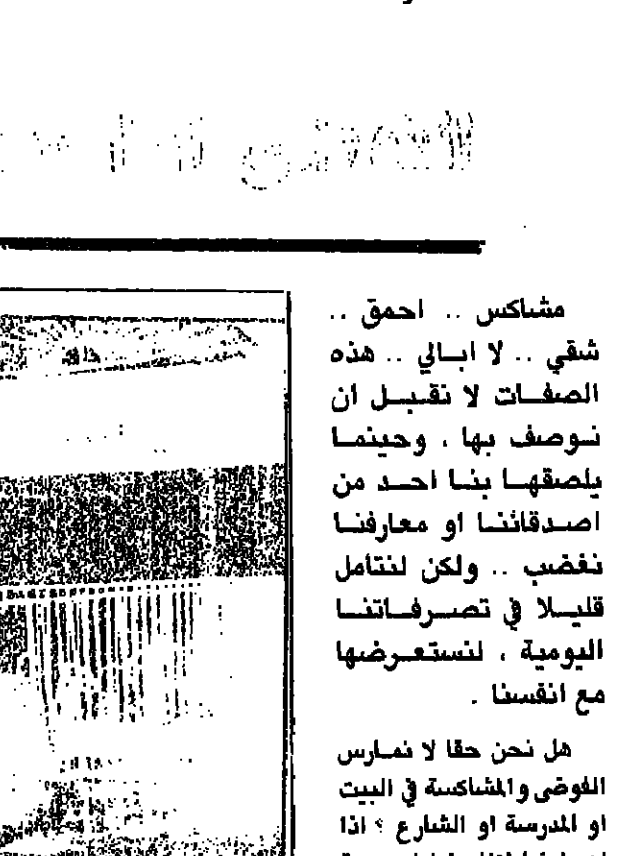 مشاكس .. احمق ..
شقي .. لا ابالي .. هذه
الصفات لا نقبل ان
نوصف بها ، وحينما
يلصقها بنا احد من
اصدقائنا او معارفنا
نغضب .. ولكن لنتأمل
قليلا في تصرفاتنا
اليومية ، لنستعرضها
مع انفسنا .
هل نحن حقا لا نمارس
الفوضى والمشاكسة في البيت
او المدرسة او الشارع ؟ اذا